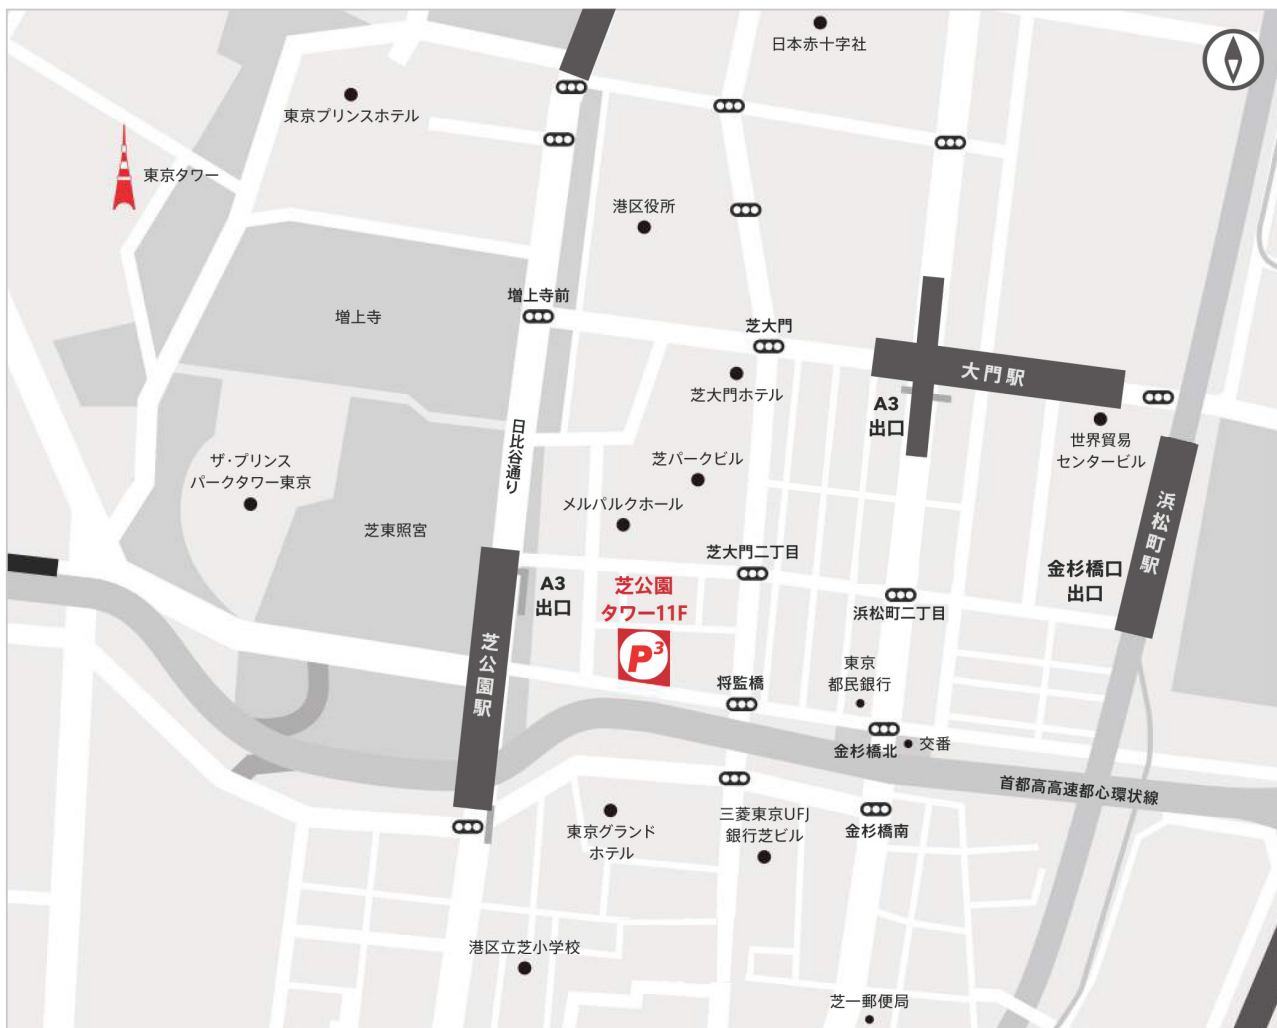 日本赤十字社
東京プリンスホテル
東京タワー
港区役所
増上寺前
増上寺
芝大門
大門駅
芝大門ホテル
A3
出口
世界貿易
センタービル
日比谷通り
ザ・プリンス
パークタワー東京
芝パークビル
メルパルクホール
浜松町駅
芝東照宮
芝大門二丁目
金杉橋口
出口
A3
出口
芝公園
タワー11F
P3
浜松町二丁目
芝公園駅
東京
都民銀行
将監橋
金杉橋北
交番
首都高高速都心環状線
東京グランド
ホテル
三菱東京UFJ
銀行芝ビル
金杉橋南
港区立芝小学校
芝一郵便局